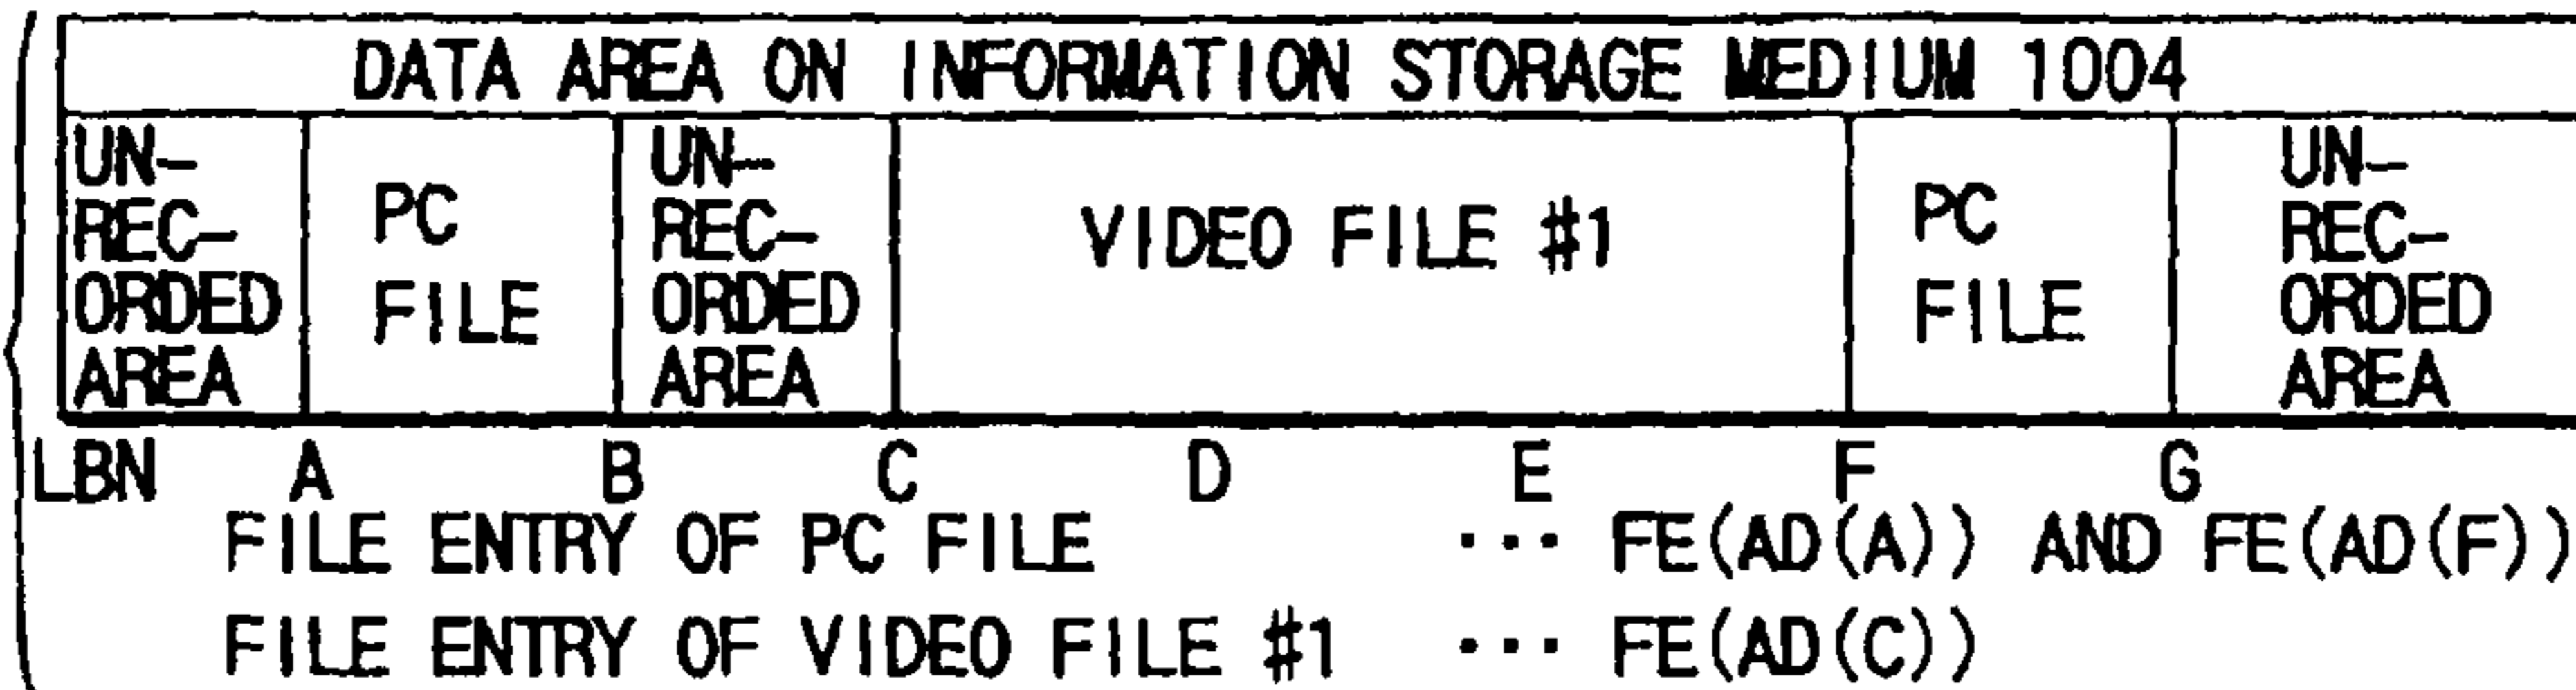 DATA AREA ON INFORMATION STORAGE MEDIUM 1004
UN-
REC-
ORDED
AREA
PC
FILE
UN-
REC-
ORDED
AREA
VIDEO FILE #1
PC
FILE
UN-
REC-
ORDED
AREA
LBN A B C D E F G
FILE ENTRY OF PC FILE ... FE(AD(A)) AND FE(AD(F))
FILE ENTRY OF VIDEO FILE #1 ... FE(AD(C))